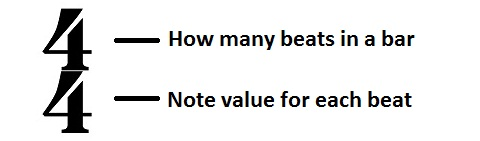 4 — How many beats in a bar
4 — Note value for each beat